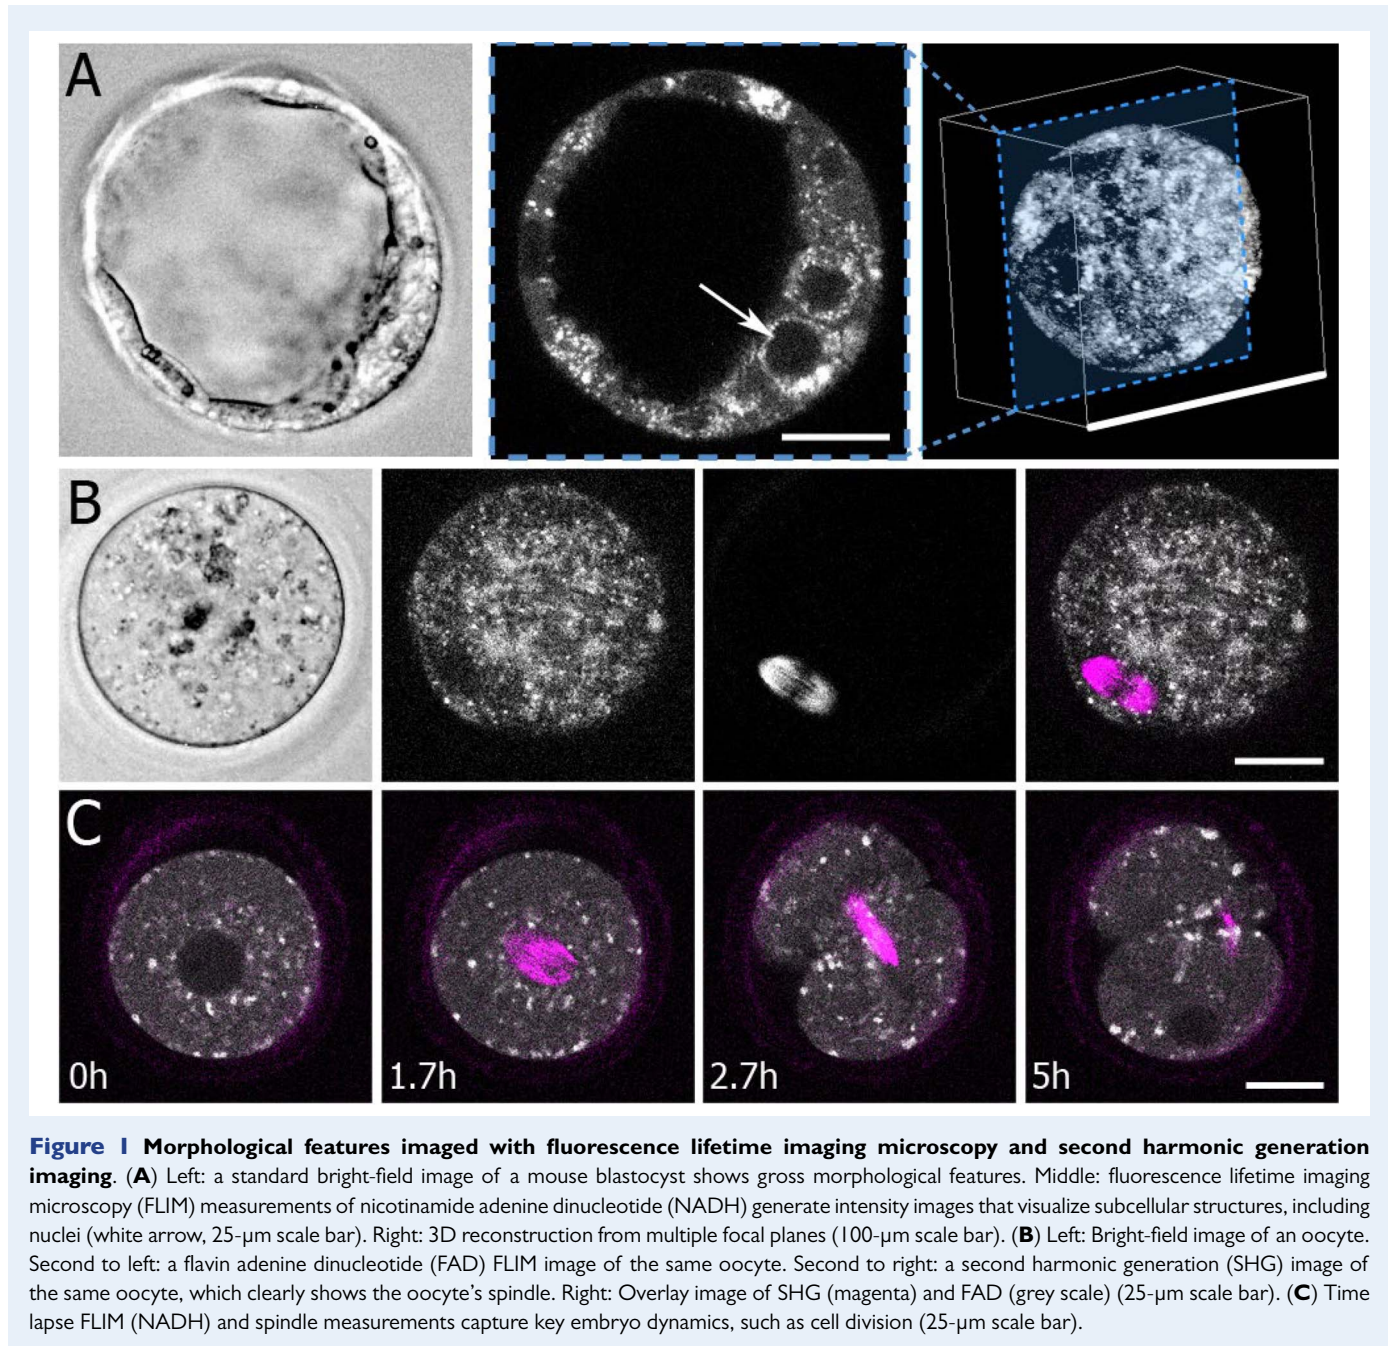 A
B
C
0h
1.7h
2.7h
5h
Figure 1 Morphological features imaged with fluorescence lifetime imaging microscopy and second harmonic generation
imaging. (A) Left: a standard bright-field image of a mouse blastocyst shows gross morphological features. Middle: fluorescence lifetime imaging
microscopy (FLIM) measurements of nicotinamide adenine dinucleotide (NADH) generate intensity images that visualize subcellular structures, including
nuclei (white arrow, 25-µm scale bar). Right: 3D reconstruction from multiple focal planes (100-µm scale bar). (B) Left: Bright-field image of an oocyte.
Second to left: a flavin adenine dinucleotide (FAD) FLIM image of the same oocyte. Second to right: a second harmonic generation (SHG) image of
the same oocyte, which clearly shows the oocyte’s spindle. Right: Overlay image of SHG (magenta) and FAD (grey scale) (25-µm scale bar). (C) Time
lapse FLIM (NADH) and spindle measurements capture key embryo dynamics, such as cell division (25-µm scale bar).